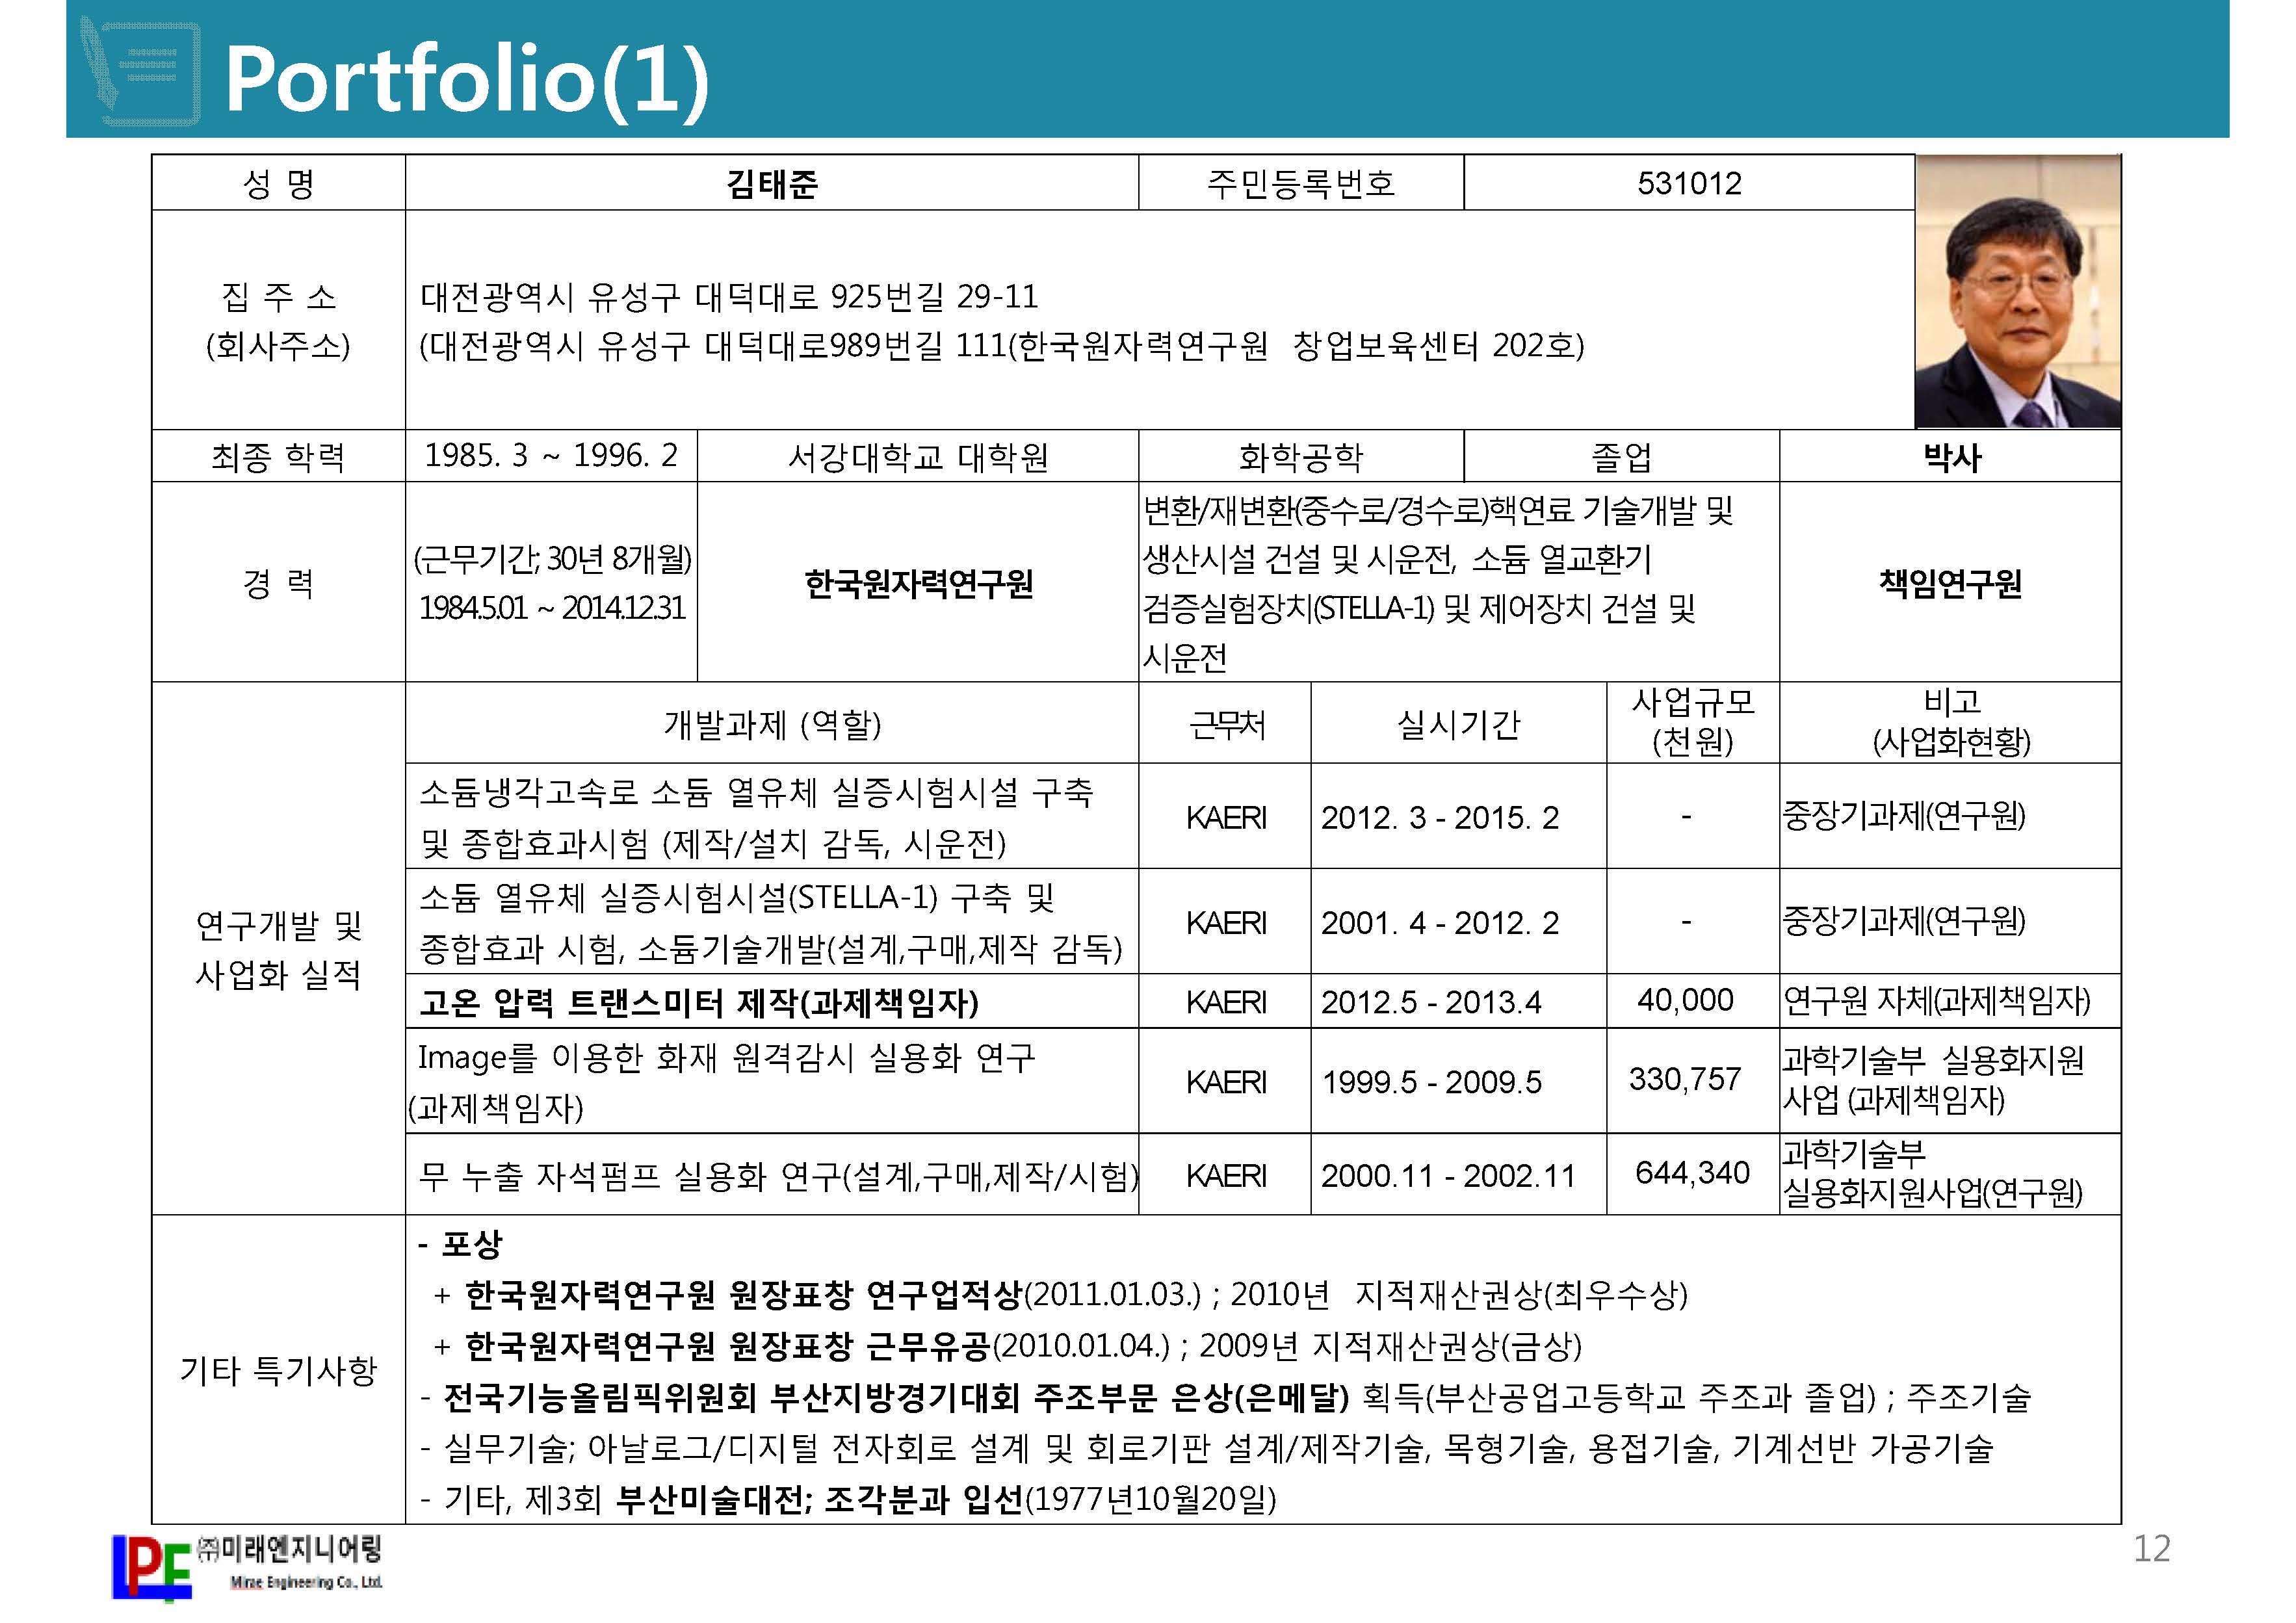 Portfolio(1)
성 명
김태준
주민등록번호
531012
집 주 소
(회사주소)
대전광역시 유성구 대덕대로 925번길 29-11
(대전광역시 유성구 대덕대로989번길 111(한국원자력연구원 창업보육센터 202호)
최종 학력
1985. 3 ~ 1996. 2
서강대학교 대학원
화학공학
졸업
박사
경 력
(근무기간; 30년 8개월)
1984.5.01 ~ 2014.12.31
한국원자력연구원
변환/재변환(중수로/경수로)핵연료 기술개발 및
생산시설 건설 및 시운전, 소듐 열교환기
검증실험장치(STELLA-1) 및 제어장치 건설 및
시운전
책임연구원
연구개발 및
사업화 실적
개발과제 (역할)
근무처
실시기간
사업규모
(천원)
비고
(사업화현황)
소듐냉각고속로 소듐 열유체 실증시험시설 구축
및 종합효과시험 (제작/설치 감독, 시운전)
KAERI
2012. 3 - 2015. 2
-
중장기과제(연구원)
소듐 열유체 실증시험시설(STELLA-1) 구축 및
종합효과 시험, 소듐기술개발(설계,구매,제작 감독)
KAERI
2001. 4 - 2012. 2
-
중장기과제(연구원)
고온 압력 트랜스미터 제작(과제책임자)
KAERI
2012.5 - 2013.4
40,000
연구원 자체(과제책임자)
Image를 이용한 화재 원격감시 실용화 연구
(과제책임자)
KAERI
1999.5 - 2009.5
330,757
과학기술부 실용화지원
사업 (과제책임자)
무 누출 자석펌프 실용화 연구(설계,구매,제작/시험)
KAERI
2000.11 - 2002.11
644,340
과학기술부
실용화지원사업(연구원)
기타 특기사항
- 포상
+ 한국원자력연구원 원장표창 연구업적상(2011.01.03.) ; 2010년 지적재산권상(최우수상)
+ 한국원자력연구원 원장표창 근무유공(2010.01.04.) ; 2009년 지적재산권상(금상)
- 전국기능올림픽위원회 부산지방경기대회 주조부문 은상(은메달) 획득(부산공업고등학교 주조과 졸업) ; 주조기술
- 실무기술; 아날로그/디지털 전자회로 설계 및 회로기판 설계/제작기술, 목형기술, 용접기술, 기계선반 가공기술
- 기타, 제3회 부산미술대전; 조각분과 입선(1977년10월20일)
LPE
㈜미래엔지니어링
Mirae Engineering Co., Ltd.
12